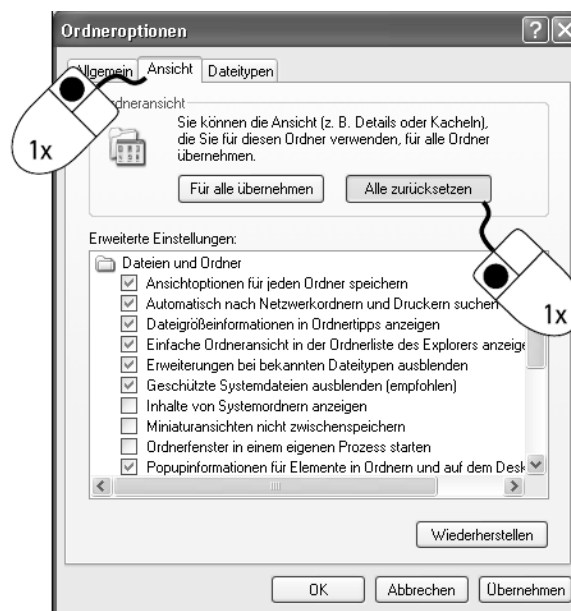 Ordneroptionen
Allgemein Ansicht Dateitypen
1x
Sie können die Ansicht (z. B. Details oder Kacheln),
die Sie für diesen Ordner verwenden, für alle Ordner
übernehmen.
Für alle übernehmen Alle zurücksetzen
1x
Erweiterte Einstellungen:
Dateien und Ordner
Ansichtoptionen für jeden Ordner speichern
Automatisch nach Netzwerkordnern und Druckern suchen
Dateigrößeinformationen in Ordnertipps anzeigen
Einfache Ordneransicht in der Ordnerliste des Explorers anzeige
Erweiterungen bei bekannten Dateitypen ausblenden
Geschützte Systemdateien ausblenden (empfohlen)
Inhalte von Systemordnern anzeigen
Miniaturansichten nicht zwischenspeichern
Ordnerfenster in einem eigenen Prozess starten
Popupinformationen für Elemente in Ordnern und auf dem Desk
Wiederherstellen
OK Abbrechen Übernehmen